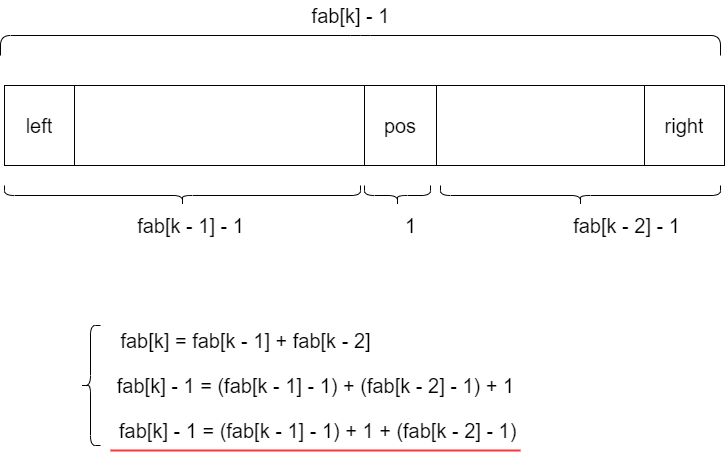 fab[k] - 1
left pos right
fab[k - 1] - 1 1 fab[k - 2] - 1
fab[k] = fab[k - 1] + fab[k - 2]
fab[k] - 1 = (fab[k - 1] - 1) + (fab[k - 2] - 1) + 1
fab[k] - 1 = (fab[k - 1] - 1) + 1 + (fab[k - 2] - 1)